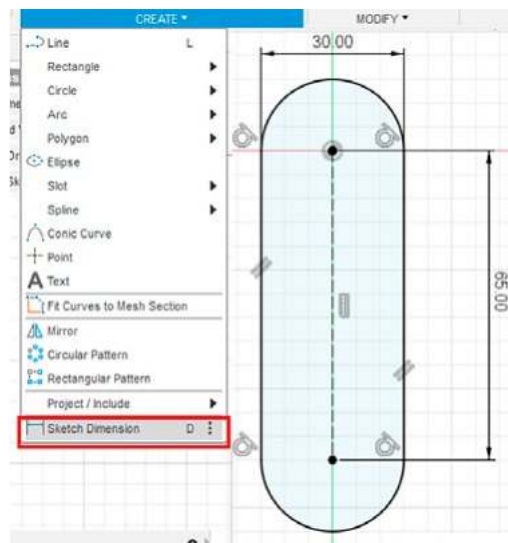 CREATE
MODIFY
Line L
Rectangle
Circle
Arc
Polygon
Ellipse
Slot
Spline
Conic Curve
Point
A Text
Fit Curves to Mesh Section
Mirror
Circular Pattern
Rectangular Pattern
Project / Include
Sketch Dimension D
30.00
65.00